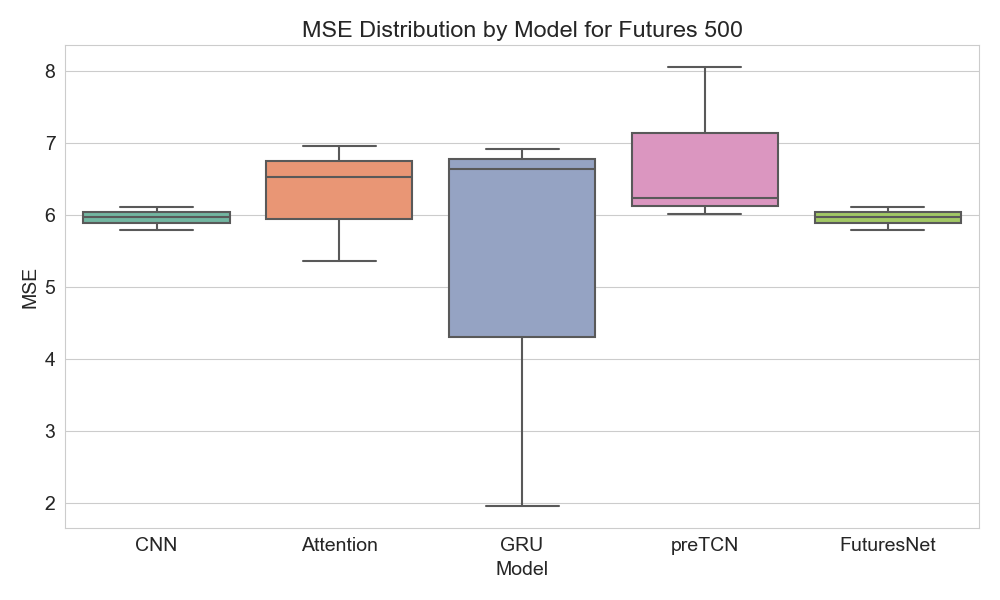 MSE Distribution by Model for Futures 500
MSE
8
7
6
5
4
3
2
CNN Attention GRU preTCN FuturesNet
Model